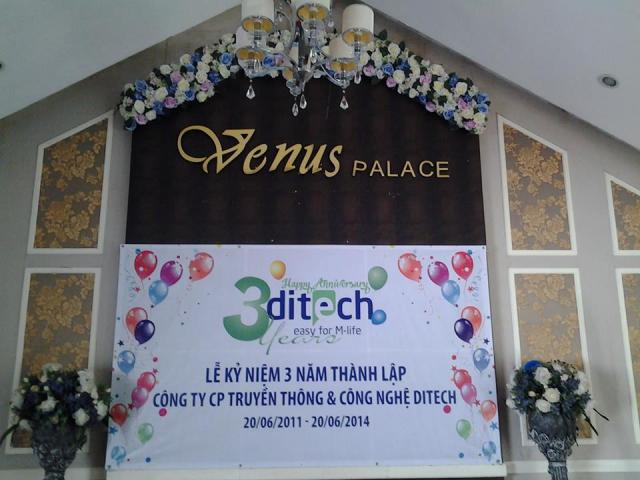 Venus PALACE
Happy Anniversary
3 ditech
easy for M-life
Years
LỄ KỶ NIỆM 3 NĂM THÀNH LẬP
CÔNG TY CP TRUYỀN THÔNG & CÔNG NGHỆ DITECH
20/06/2011 - 20/06/2014